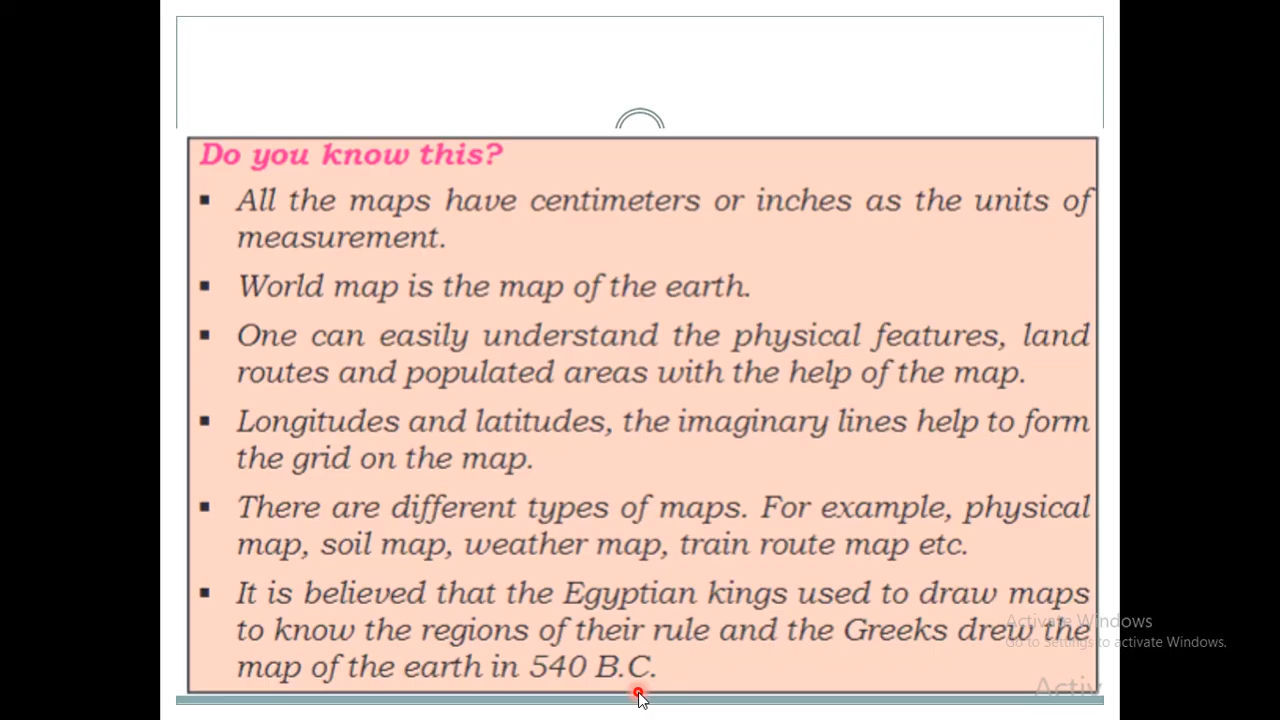 Do you know this?
▪ All the maps have centimeters or inches as the units of
measurement.
▪ World map is the map of the earth.
▪ One can easily understand the physical features, land
routes and populated areas with the help of the map.
▪ Longitudes and latitudes, the imaginary lines help to form
the grid on the map.
▪ There are different types of maps. For example, physical
map, soil map, weather map, train route map etc.
▪ It is believed that the Egyptian kings used to draw maps
to know the regions of their rule and the Greeks drew the
map of the earth in 540 B.C.
Activate Windows
Go to Settings to activate Windows.
Activ